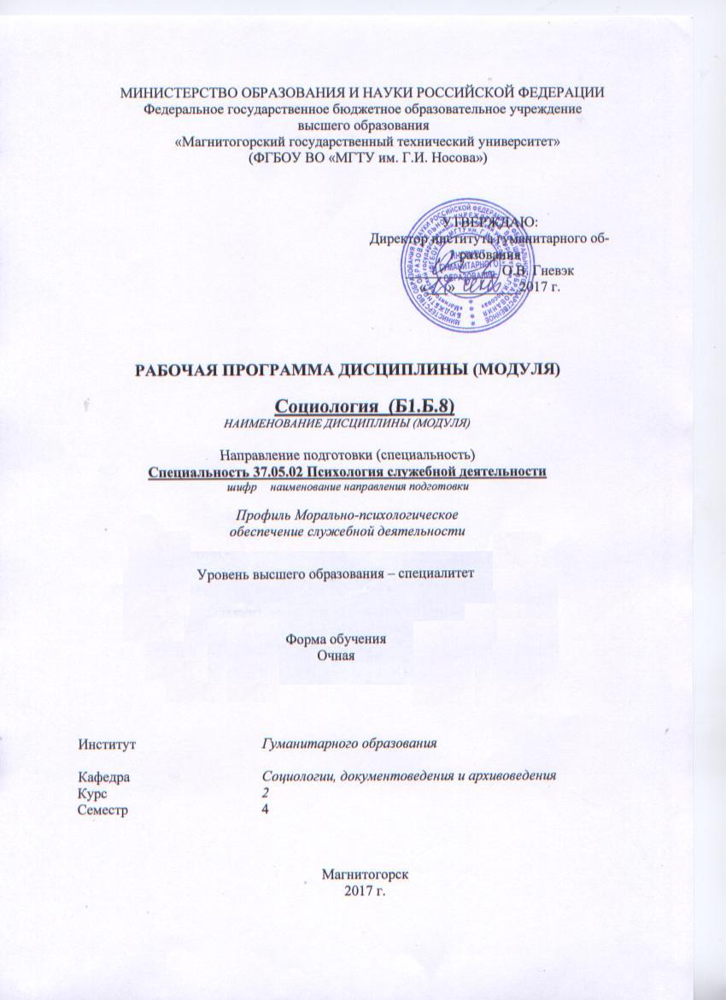 МИНИСТЕРСТВО ОБРАЗОВАНИЯ И НАУКИ РОССИЙСКОЙ ФЕДЕРАЦИИ
Федеральное государственное бюджетное образовательное учреждение
высшего образования
«Магнитогорский государственный технический университет»
(ФГБОУ ВО «МГТУ им. Г.И. Носова»)
УТВЕРЖДАЮ:
Директор института гуманитарного об-
разования
О.В. Гневэк
2017 г.
ИНСТИТУТ
ГУМАНИТАРНОГО
ОБРАЗОВАНИЯ
РАБОЧАЯ ПРОГРАММА ДИСЦИПЛИНЫ (МОДУЛЯ)
Социология (Б1.Б.8)
НАИМЕНОВАНИЕ ДИСЦИПЛИНЫ (МОДУЛЯ)
Направление подготовки (специальность)
Специальность 37.05.02 Психология служебной деятельности
шифр наименование направления подготовки
Профиль Морально-психологическое
обеспечение служебной деятельности
Уровень высшего образования – специалитет
Форма обучения
Очная
Институт Гуманитарного образования
Кафедра Социологии, документоведения и архивоведения
Курс 2
Семестр 4
Магнитогорск
2017 г.